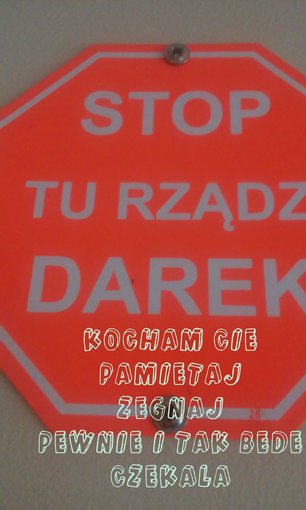 STOP
TU RZĄDZ
DAREK
KOCHAM CIE
PAMIETAJ
ZEGNAJ
PEWNIE I TAK BEDE
CZEKALA